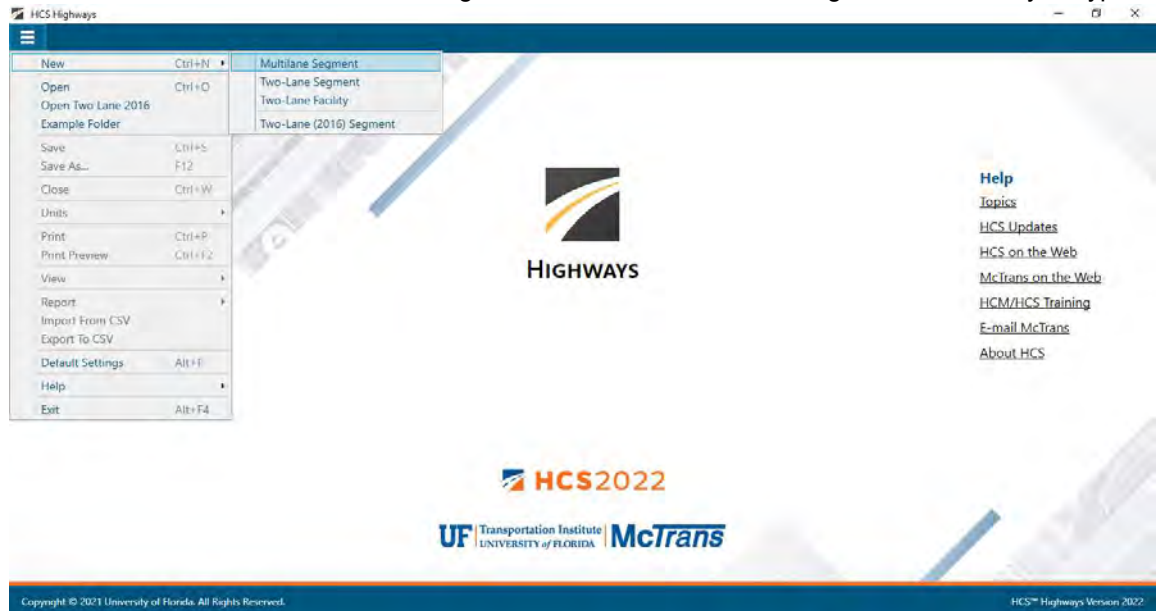 HCS Highways
New Ctrl+N
Open Ctrl+O
Open Two Lane 2016
Example Folder
Save Ctrl+S
Save As... F12
Close Ctrl+W
Units
Print Ctrl+P
Print Preview Ctrl+F2
View
Report
Import From CSV
Export To CSV
Default Settings
Help
Exit Alt+F4
Multilane Segment
Two-Lane Segment
Two-Lane Facility
Two-Lane (2016) Segment
HIGHWAYS
Help
Topics
HCS Updates
HCS on the Web
McTrans on the Web
HCM/HCS Training
E-mail McTrans
About HCS
HCS2022
UF Transportation Institute
UNIVERSITY of FLORIDA
McTrans
Copyright © 2021 University of Florida. All Rights Reserved.
HCS™ Highways Version 2022